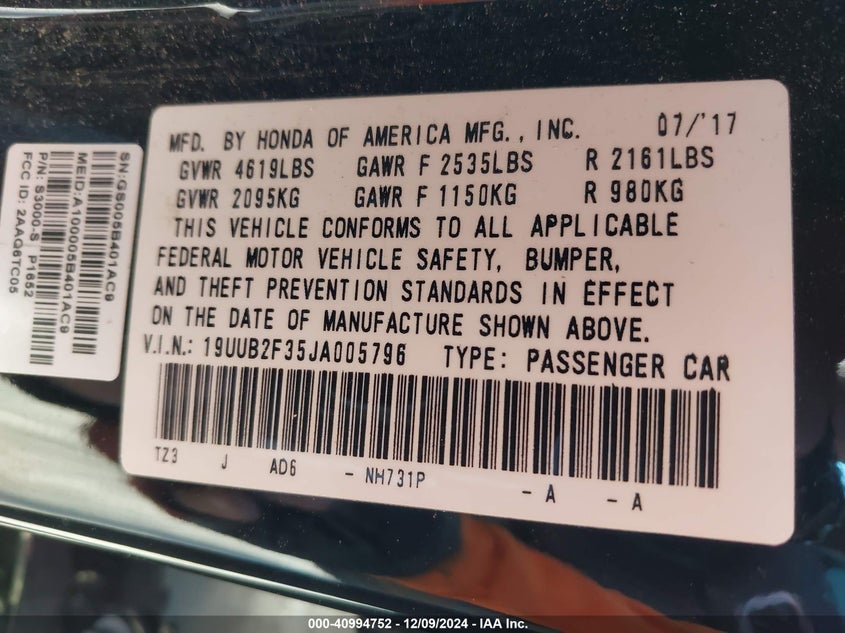 MFD. BY HONDA OF AMERICA MFG., INC. 07/'17
GVWR 4619LBS GAWR F 2535LBS R 2161LBS
GVWR 2095KG GAWR F 1150KG R 980KG
THIS VEHICLE CONFORMS TO ALL APPLICABLE
FEDERAL MOTOR VEHICLE SAFETY, BUMPER,
AND THEFT PREVENTION STANDARDS IN EFFECT
ON THE DATE OF MANUFACTURE SHOWN ABOVE.
V.I.N.: 19UUB2F35JA005796 TYPE: PASSENGER CAR
TZ3 J AD6 - NH731P - A - A
SN:GS005B401AC9
MEID:A100005B401AC9
P/N: S3000-S P1652
FCC ID: 2AAG6TC05
000-40994752 - 12/09/2024 - IAA Inc.